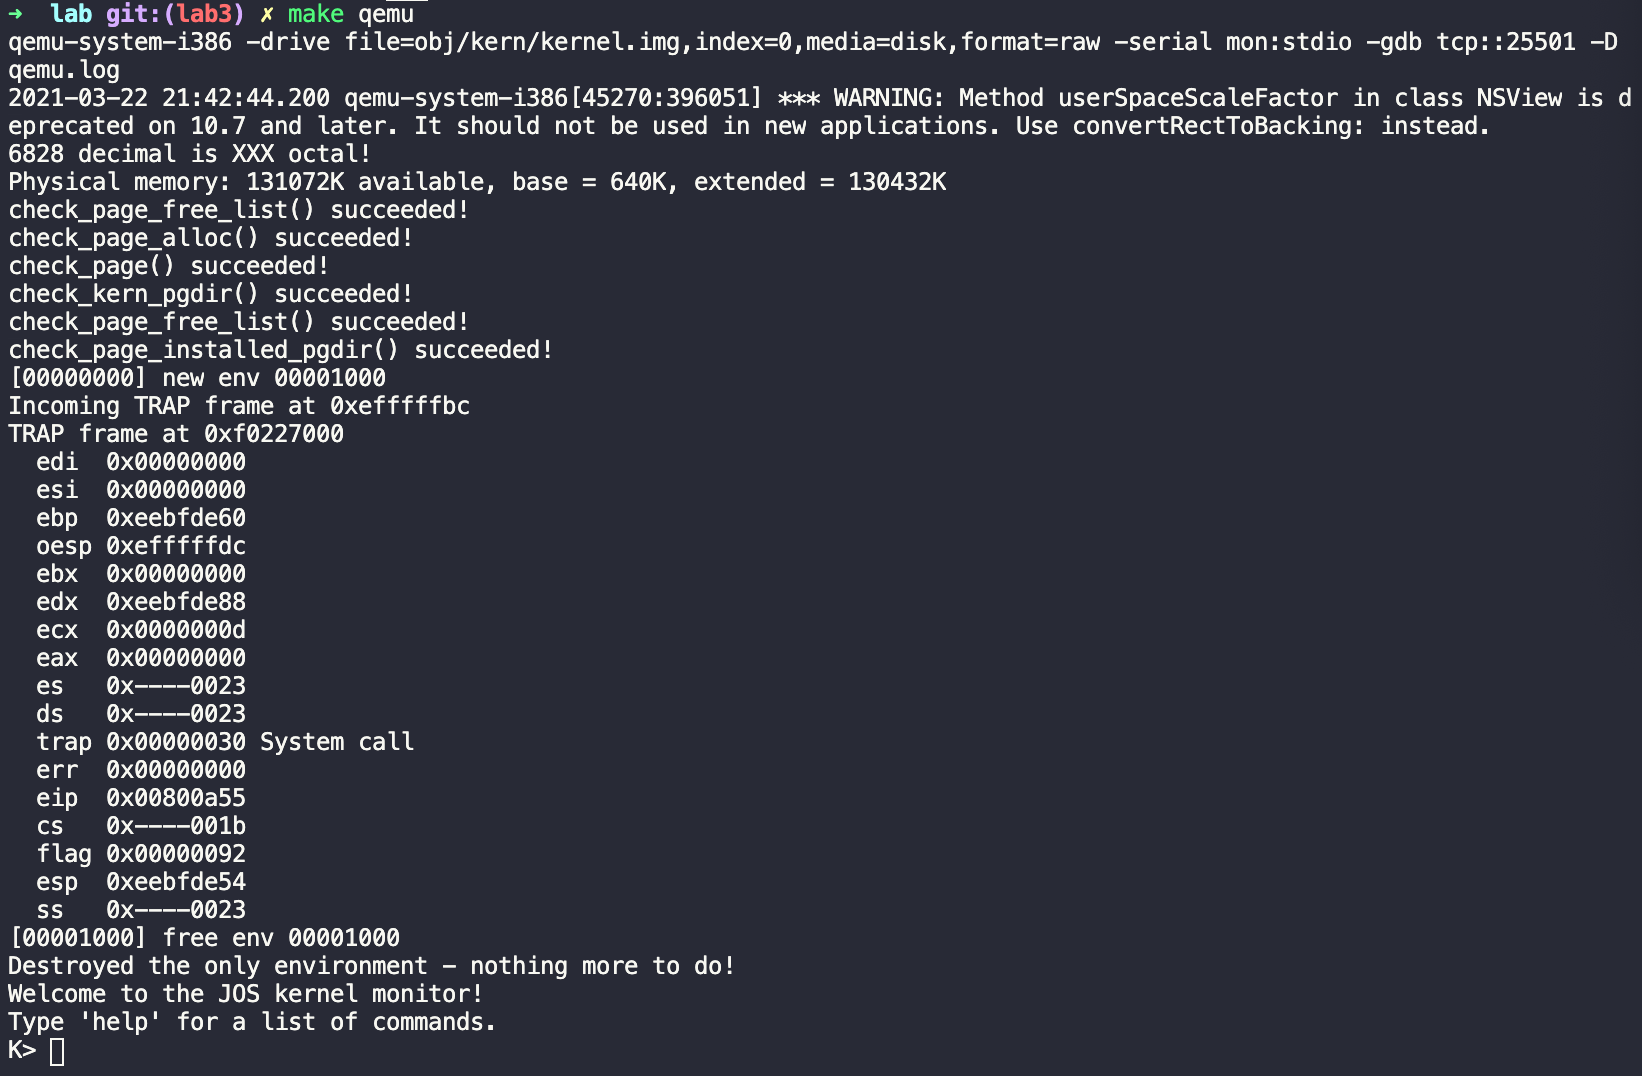 ➜  lab git:(lab3) ✗ make qemu
qemu-system-i386 -drive file=obj/kern/kernel.img,index=0,media=disk,format=raw -serial mon:stdio -gdb tcp::25501 -D
qemu.log
2021-03-22 21:42:44.200 qemu-system-i386[45270:396051] *** WARNING: Method userSpaceScaleFactor in class NSView is d
eprecated on 10.7 and later. It should not be used in new applications. Use convertRectToBacking: instead.
6828 decimal is XXX octal!
Physical memory: 131072K available, base = 640K, extended = 130432K
check_page_free_list() succeeded!
check_page_alloc() succeeded!
check_page() succeeded!
check_kern_pgdir() succeeded!
check_page_free_list() succeeded!
check_page_installed_pgdir() succeeded!
[00000000] new env 00001000
Incoming TRAP frame at 0xefffffbc
TRAP frame at 0xf0227000
  edi  0x00000000
  esi  0x00000000
  ebp  0xeebfde60
  oesp 0xefffffdc
  ebx  0x00000000
  edx  0xeebfde88
  ecx  0x0000000d
  eax  0x00000000
  es   0x----0023
  ds   0x----0023
  trap 0x00000030 System call
  err  0x00000000
  eip  0x00800a55
  cs   0x----001b
  flag 0x00000092
  esp  0xeebfde54
  ss   0x----0023
[00001000] free env 00001000
Destroyed the only environment - nothing more to do!
Welcome to the JOS kernel monitor!
Type 'help' for a list of commands.
K>